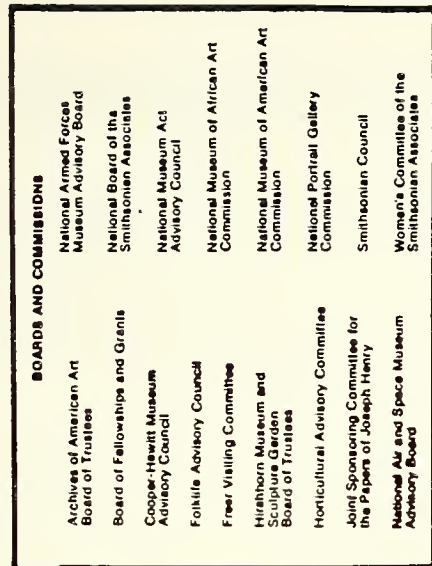 BOARDS AND COMMISSIONS
Archives of American Art
Board of Trustees
Board of Fellowships and Grants
Cooper-Hewitt Museum
Advisory Council
Folklife Advisory Council
Freer Visiting Committee
Hirshhorn Museum and
Sculpture Garden
Board of Trustees
Horticultural Advisory Committee
Joint Sponsoring Committee for
the Papers of Joseph Henry
National Air and Space Museum
Advisory Board
National Armed Forces
Museum Advisory Board
National Board of the
Smithsonian Associates
National Museum Act
Advisory Council
National Museum of African Art
Commission
National Museum of American Art
Commission
National Portrait Gallery
Commission
Smithsonian Council
Women's Committee of the
Smithsonian Associates